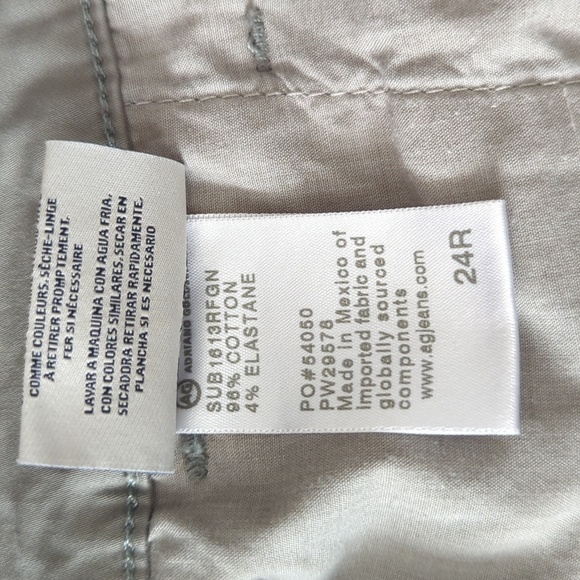 COMME COULEURS. SÈCHE-LINGE
À RETIRER PROMPTEMENT.
FER SI NÉCESSAIRE
LAVAR A MAQUINA CON AGUA FRIA,
CON COLORES SIMILARES. SECAR EN
SECADORA RETIRAR RAPIDAMENTE.
PLANCHA SI ES NECESARIO
AG ADRIANO
SUB1613RFGN
96% COTTON
4% ELASTANE
PO#54050
PW29578
Made in Mexico of
imported fabric and
globally sourced
components
www.agjeans.com
24R